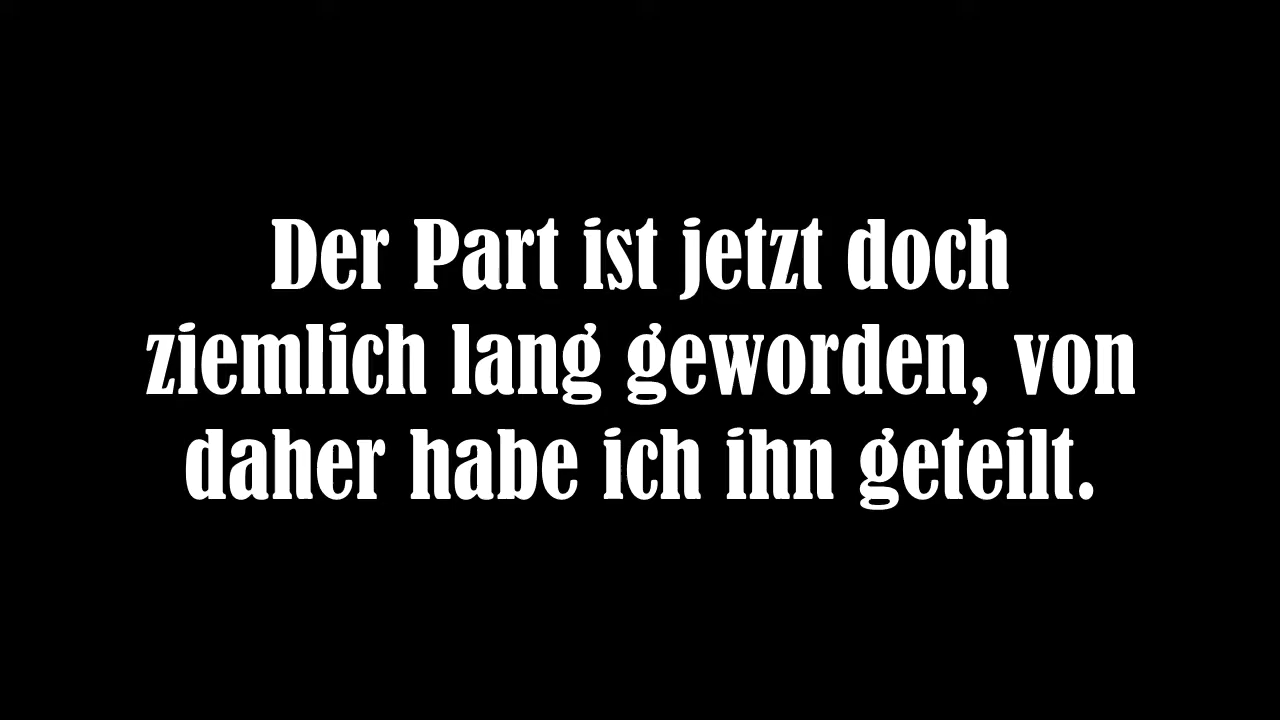 Der Part ist jetzt doch
ziemlich lang geworden, von
daher habe ich ihn geteilt.